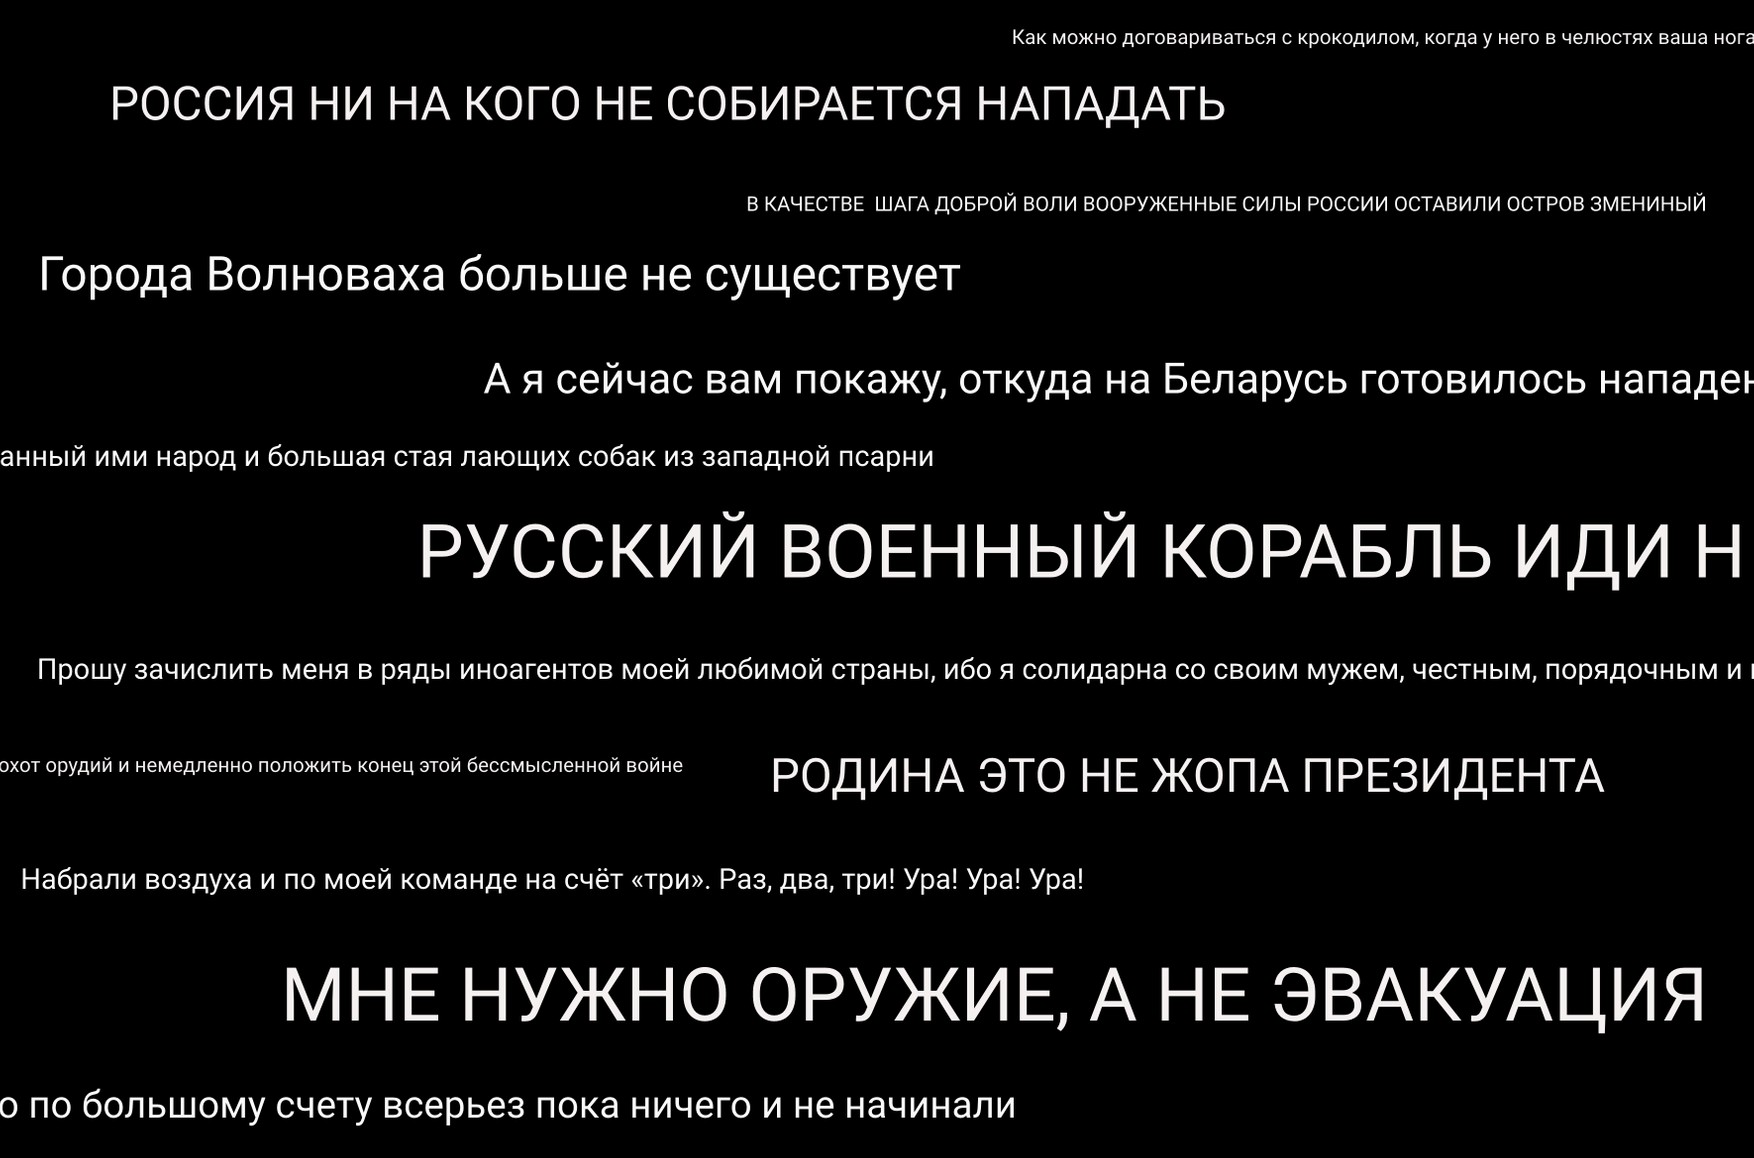 Как можно договариваться с крокодилом, когда у него в челюстях ваша нога
РОССИЯ НИ НА КОГО НЕ СОБИРАЕТСЯ НАПАДАТЬ
В КАЧЕСТВЕ ШАГА ДОБРОЙ ВОЛИ ВООРУЖЕННЫЕ СИЛЫ РОССИИ ОСТАВИЛИ ОСТРОВ ЗМЕИНИЫЙ
Города Волноваха больше не существует
А я сейчас вам покажу, откуда на Беларусь готовилось нападен
анный ими народ и большая стая лающих собак из западной псарни
РУССКИЙ ВОЕННЫЙ КОРАБЛЬ ИДИ Н
Прошу зачислить меня в ряды иноагентов моей любимой страны, ибо я солидарна со своим мужем, честным, порядочным и
охот орудий и немедленно положить конец этой бессмысленной войне
РОДИНА ЭТО НЕ ЖОПА ПРЕЗИДЕНТА
Набрали воздуха и по моей команде на счёт «три». Раз, два, три! Ура! Ура! Ура!
МНЕ НУЖНО ОРУЖИЕ, А НЕ ЭВАКУАЦИЯ
о по большому счету всерьез пока ничего и не начинали